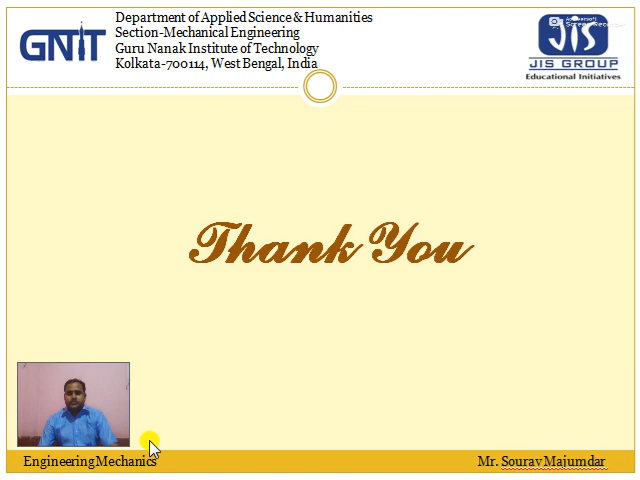 GNIT
Department of Applied Science & Humanities
Section-Mechanical Engineering
Guru Nanak Institute of Technology
Kolkata-700114, West Bengal, India
JIS
JIS GROUP
Educational Initiatives
Thank You
Engineering Mechanics
Mr. Sourav Majumdar